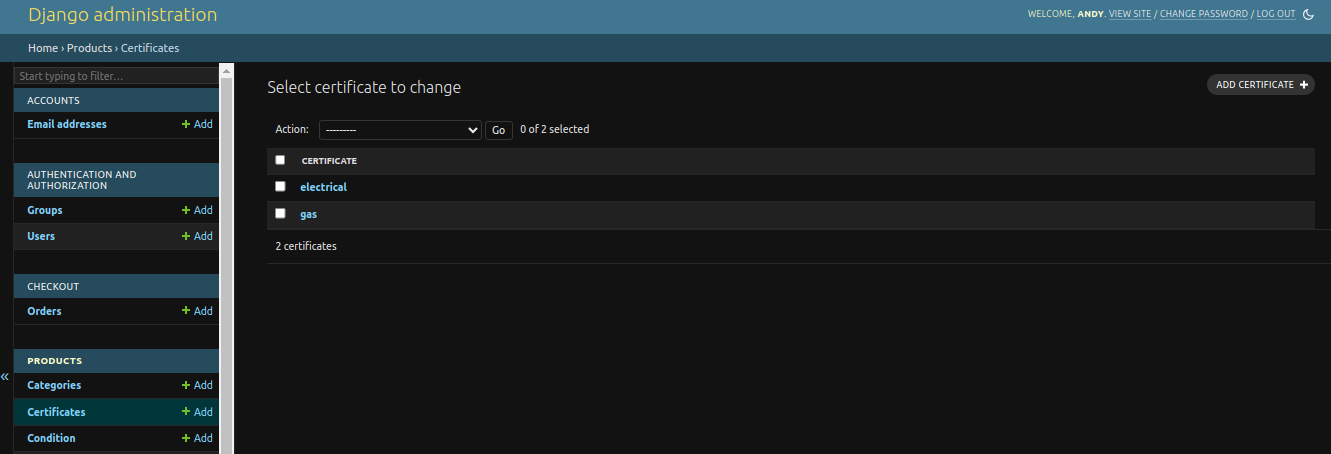 Django administration
WELCOME, ANDY. VIEW SITE / CHANGE PASSWORD / LOG OUT
Home › Products › Certificates
Start typing to filter...
ACCOUNTS
Email addresses + Add
AUTHENTICATION AND
AUTHORIZATION
Groups + Add
Users + Add
CHECKOUT
Orders + Add
PRODUCTS
«
Categories + Add
Certificates + Add
Condition + Add
Select certificate to change
ADD CERTIFICATE +
Action: --------- Go 0 of 2 selected
CERTIFICATE
electrical
gas
2 certificates